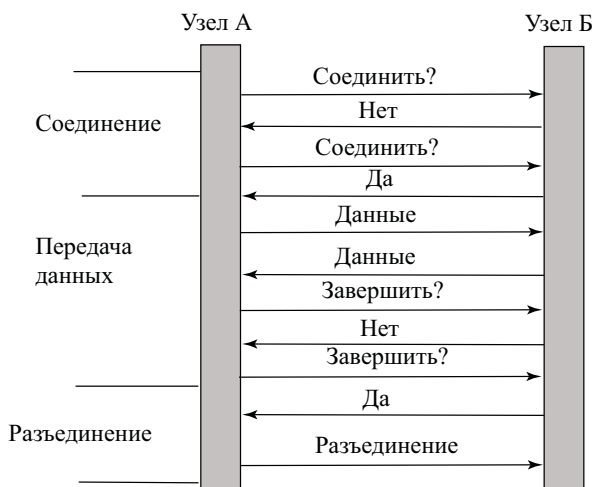 Узел А
Узел Б
Соединить?
Нет
Соединение
Соединить?
Да
Данные
Передача
данных
Данные
Завершить?
Нет
Завершить?
Да
Разъединение
Разъединение